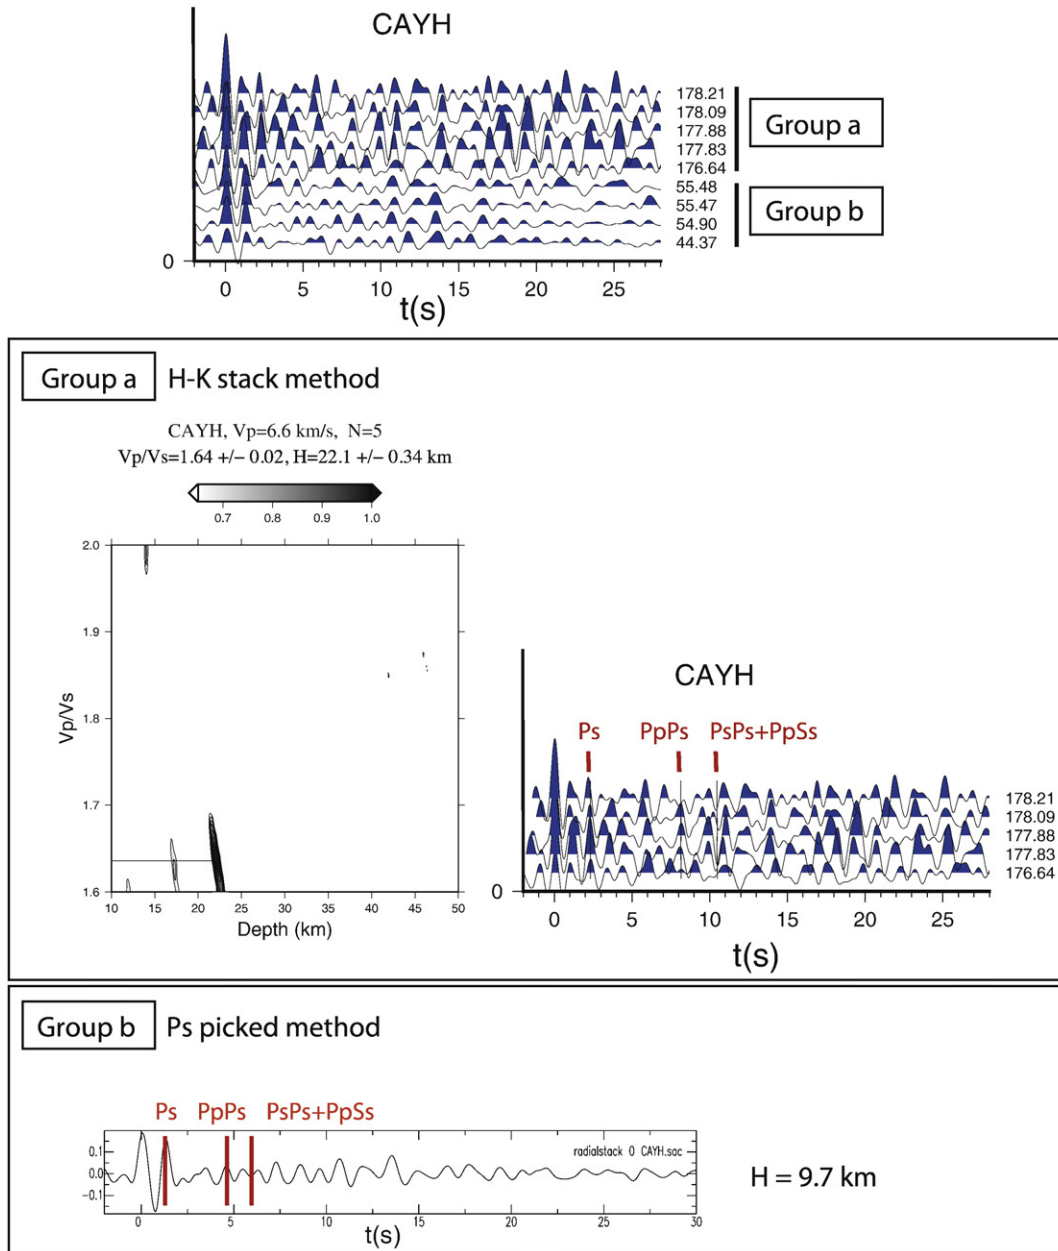 CAYH
178.21
178.09
177.88
177.83
176.64
55.48
55.47
54.90
44.37
Group a
Group b
0
0 5 10 15 20 25
t(s)
Group a H-K stack method
CAYH, Vp=6.6 km/s, N=5
Vp/Vs=1.64 +/- 0.02, H=22.1 +/- 0.34 km
0.7 0.8 0.9 1.0
2.0
1.9
1.8
1.7
1.6
Vp/Vs
10 15 20 25 30 35 40 45 50
Depth (km)
CAYH
Ps PpPs PsPs+PpSs
178.21
178.09
177.88
177.83
176.64
0
0 5 10 15 20 25
t(s)
Group b Ps picked method
Ps PpPs PsPs+PpSs
radialstack 0 CAYH.sac
0.1
0.0
-0.1
0 5 10 15 20 25 30
t(s)
H = 9.7 km